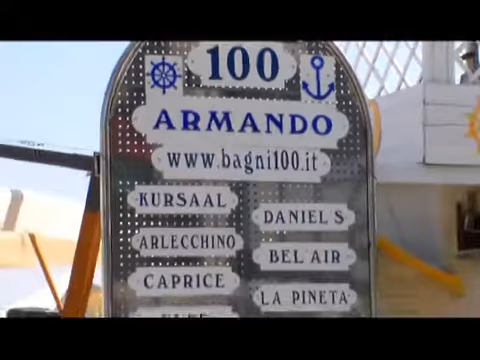 100
ARMANDO
www.bagni100.it
KURSAAL
DANIEL'S
ARLECCHINO
BEL AIR
CAPRICE
LA PINETA